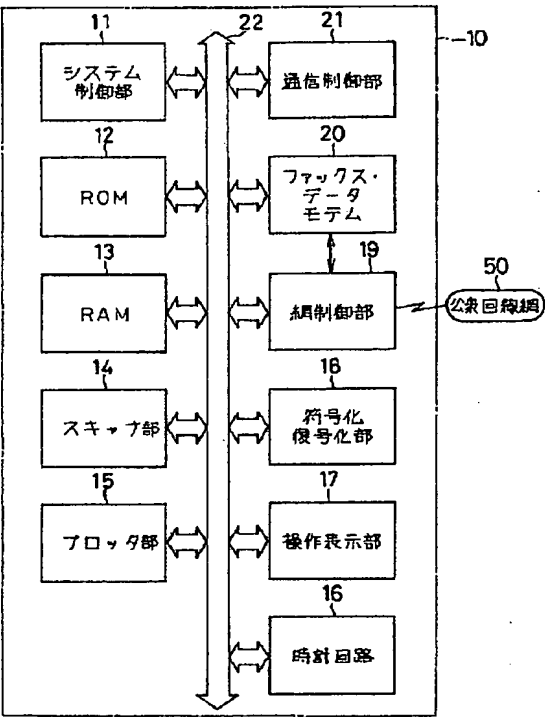 11
システム
制御部
22
21
通信制御部
10
12
ROM
20
ファックス・
データ
モデム
13
RAM
19
網制御部
50
公衆回線網
14
スキャナ部
18
符号化
復号化部
15
プロッタ部
17
操作表示部
16
時計回路